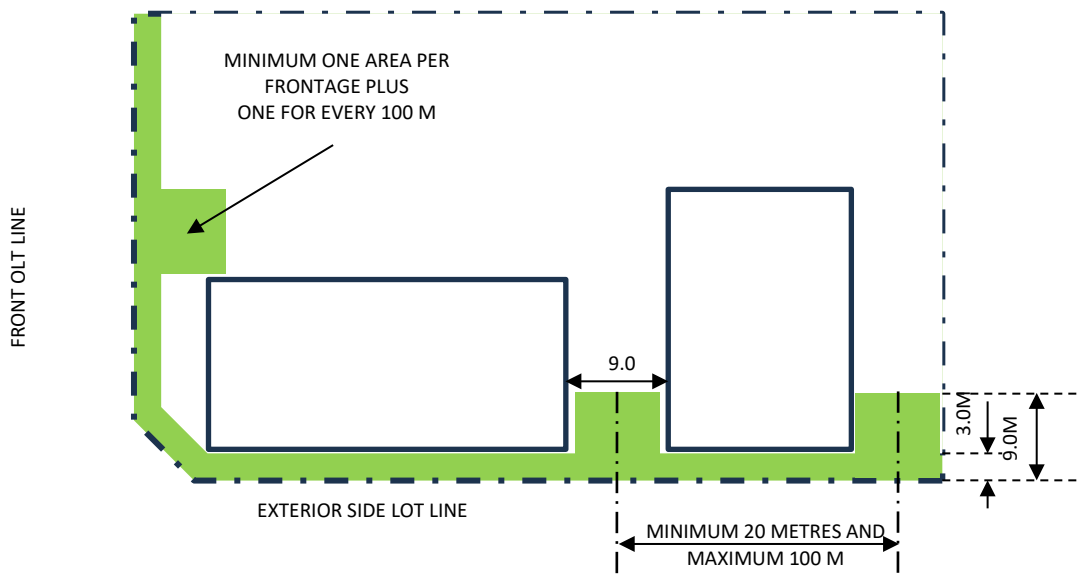 MINIMUM ONE AREA PER
FRONTAGE PLUS
ONE FOR EVERY 100 M
FRONT OLT LINE
9.0
3.0M
9.0M
EXTERIOR SIDE LOT LINE
MINIMUM 20 METRES AND
MAXIMUM 100 M